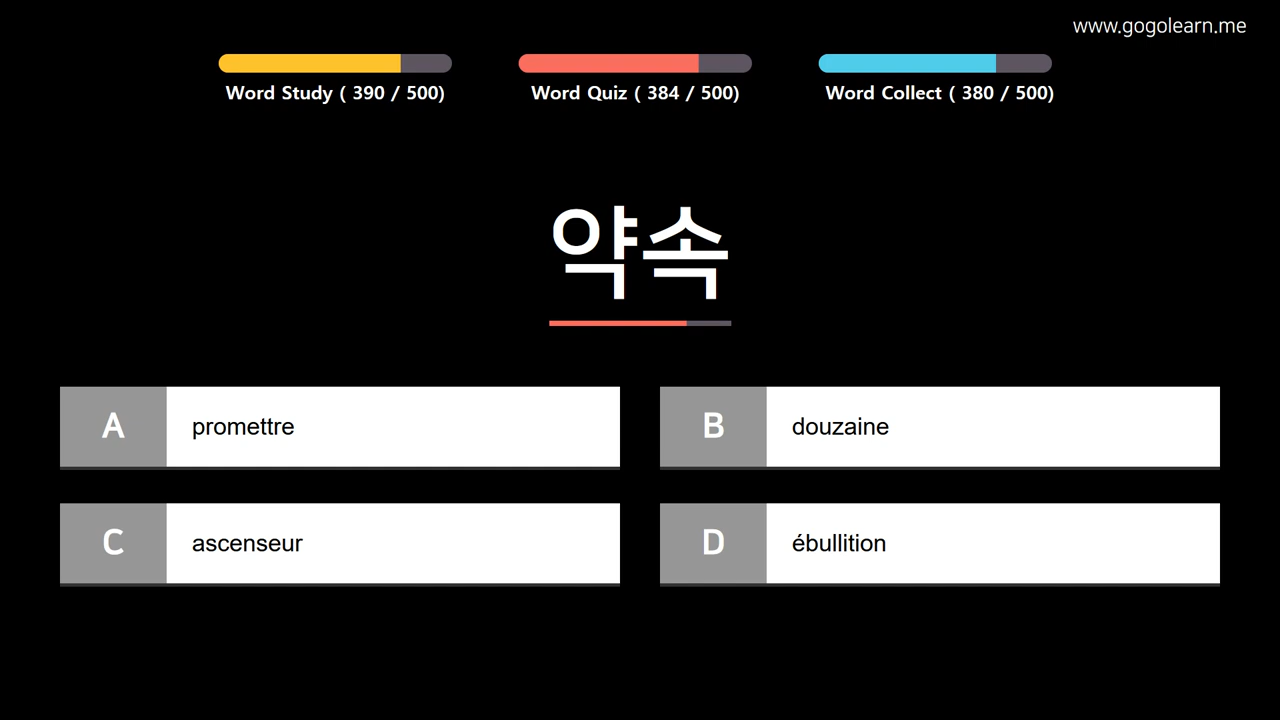 www.gogolearn.me
Word Study ( 390 / 500)
Word Quiz ( 384 / 500)
Word Collect ( 380 / 500)
약속
A
promettre
B
douzaine
C
ascenseur
D
ébullition